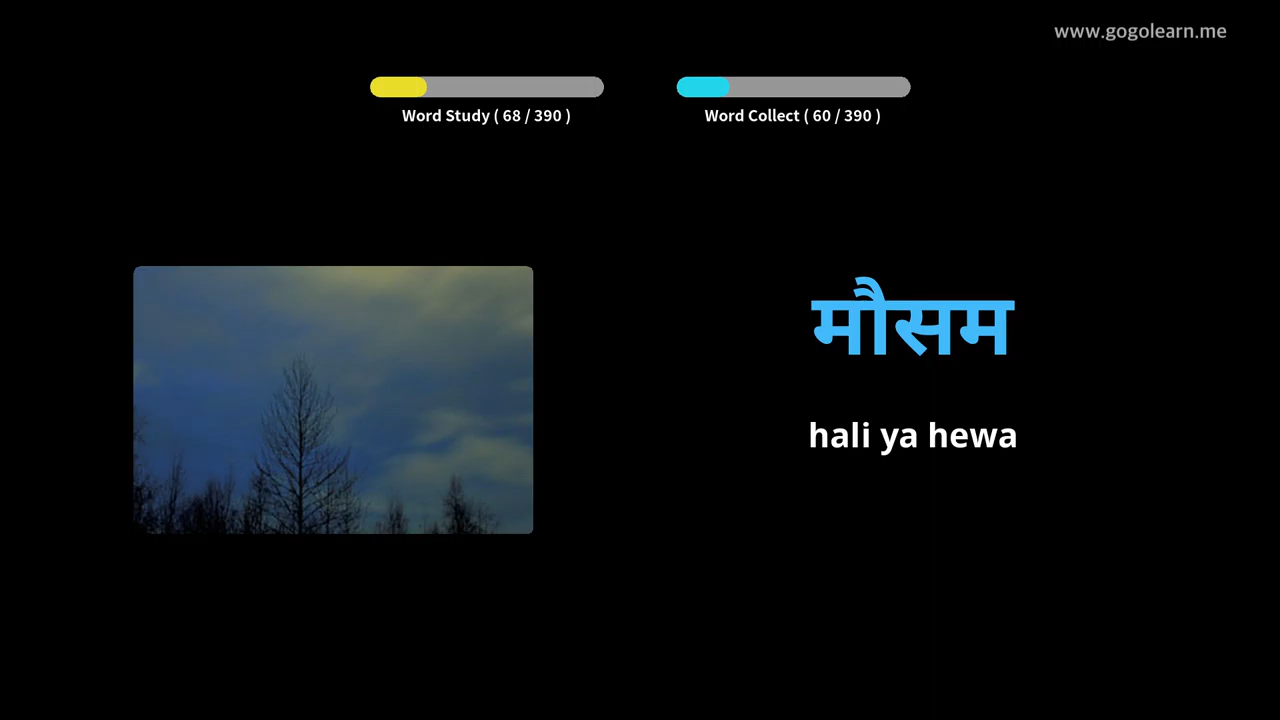 www.gogolearn.me
Word Study ( 68 / 390 )
Word Collect ( 60 / 390 )
मौसम
hali ya hewa